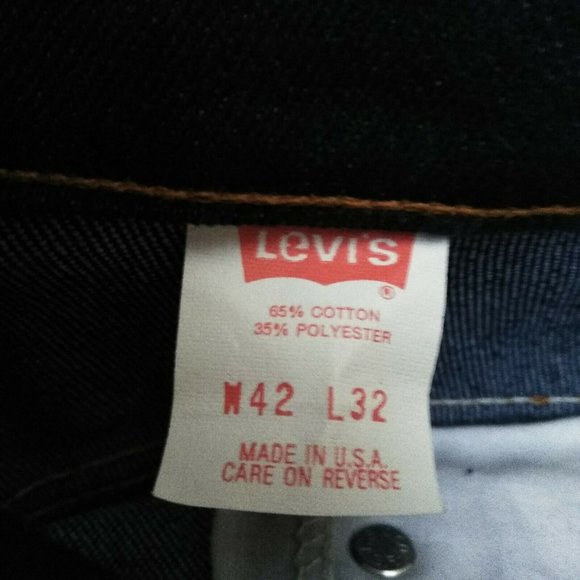 Levi's
®
65% COTTON
35% POLYESTER
W42 L32
MADE IN U.S.A.
CARE ON REVERSE